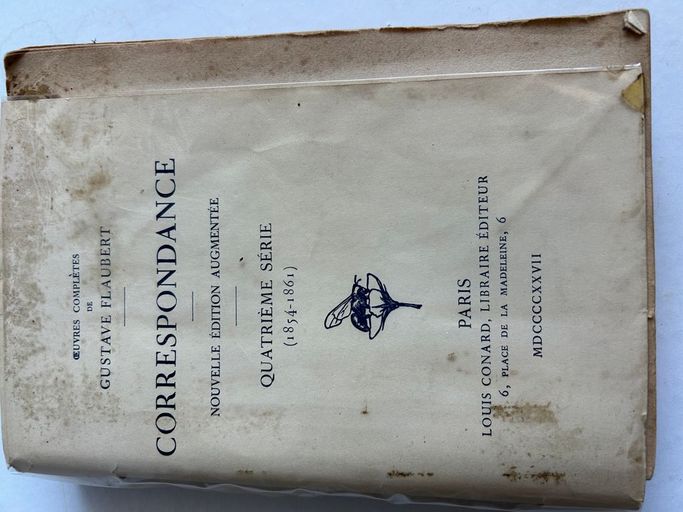 ŒUVRES COMPLÈTES
DE
GUSTAVE FLAUBERT
CORRESPONDANCE
NOUVELLE ÉDITION AUGMENTÉE
QUATRIÈME SÉRIE
(1854-1861)
PARIS
LOUIS CONARD, LIBRAIRE ÉDITEUR
6, PLACE DE LA MADELEINE, 6
MDCCCCXXVII